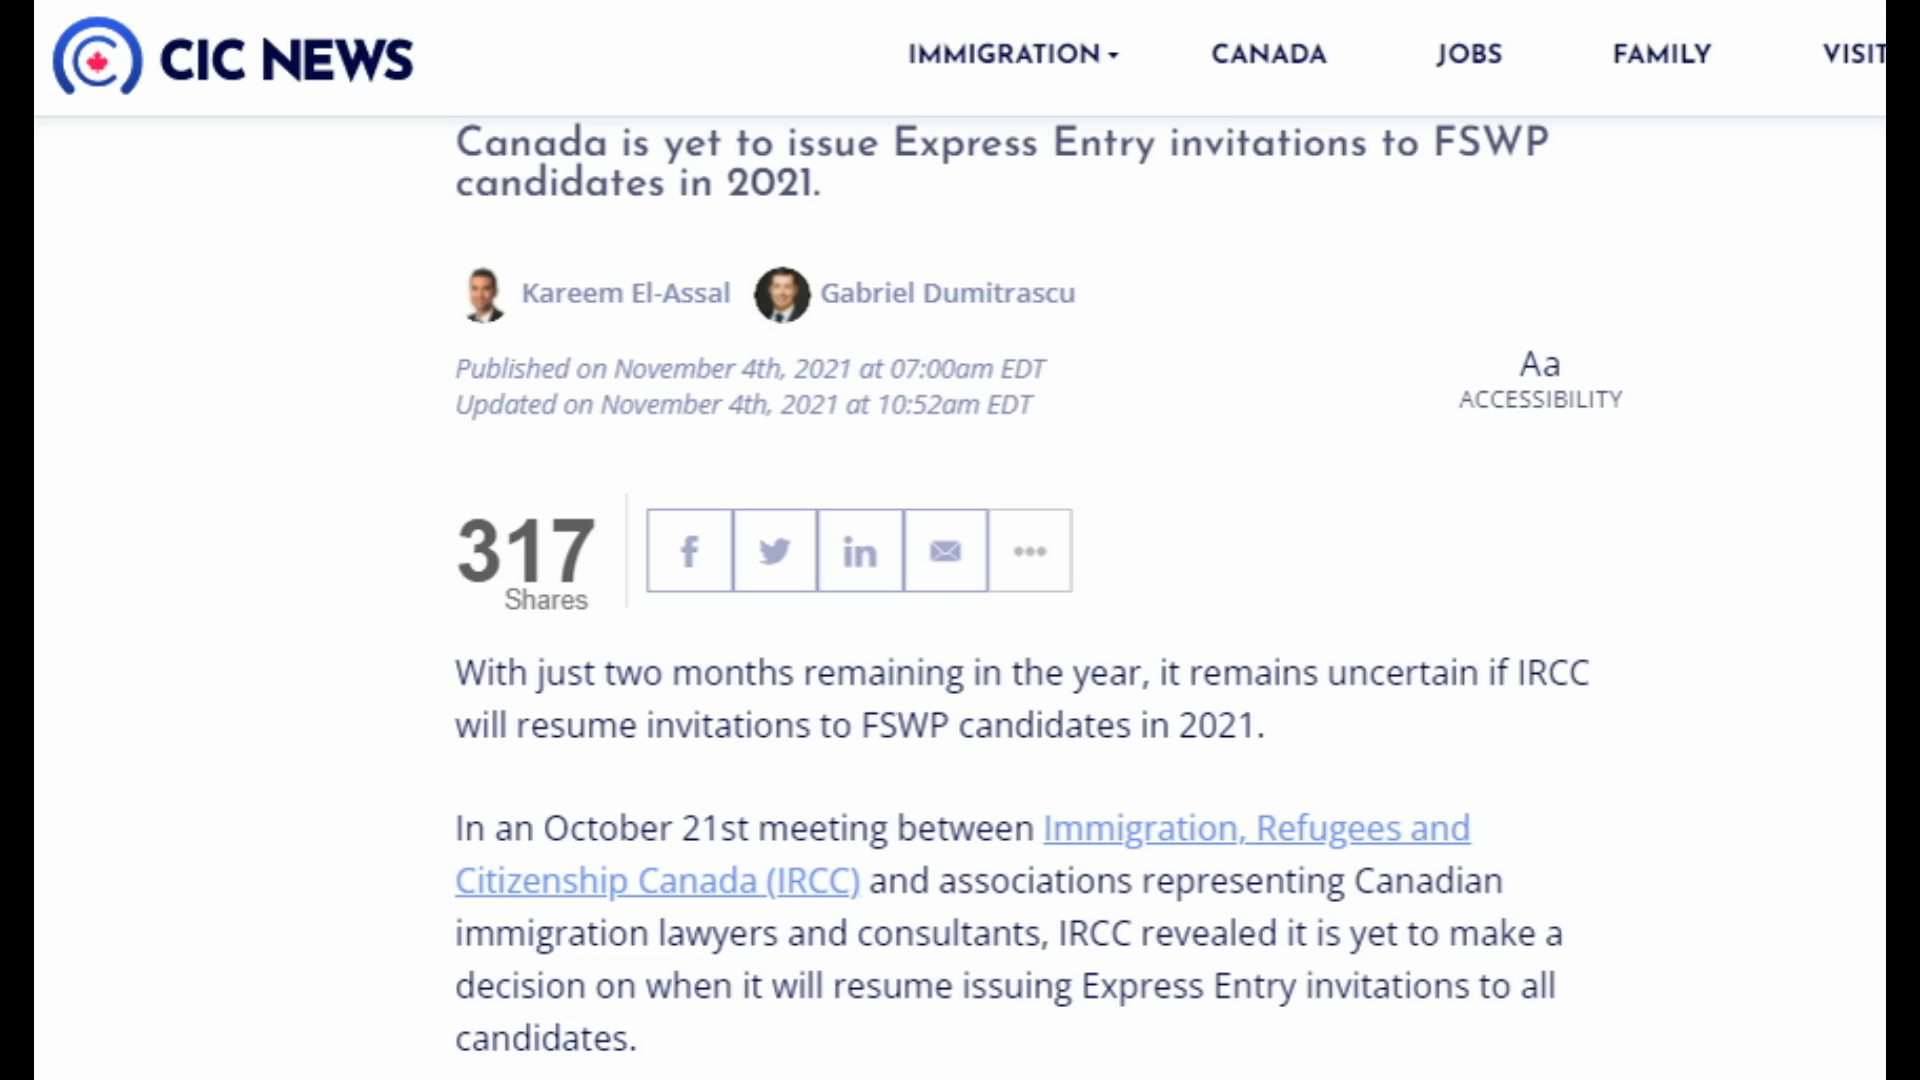 CIC NEWS
IMMIGRATION CANADA JOBS FAMILY VISIT
Canada is yet to issue Express Entry invitations to FSWP
candidates in 2021.
Kareem El-Assal Gabriel Dumitrascu
Published on November 4th, 2021 at 07:00am EDT
Updated on November 4th, 2021 at 10:52am EDT
Aa
ACCESSIBILITY
317
Shares
With just two months remaining in the year, it remains uncertain if IRCC
will resume invitations to FSWP candidates in 2021.
In an October 21st meeting between Immigration, Refugees and
Citizenship Canada (IRCC) and associations representing Canadian
immigration lawyers and consultants, IRCC revealed it is yet to make a
decision on when it will resume issuing Express Entry invitations to all
candidates.